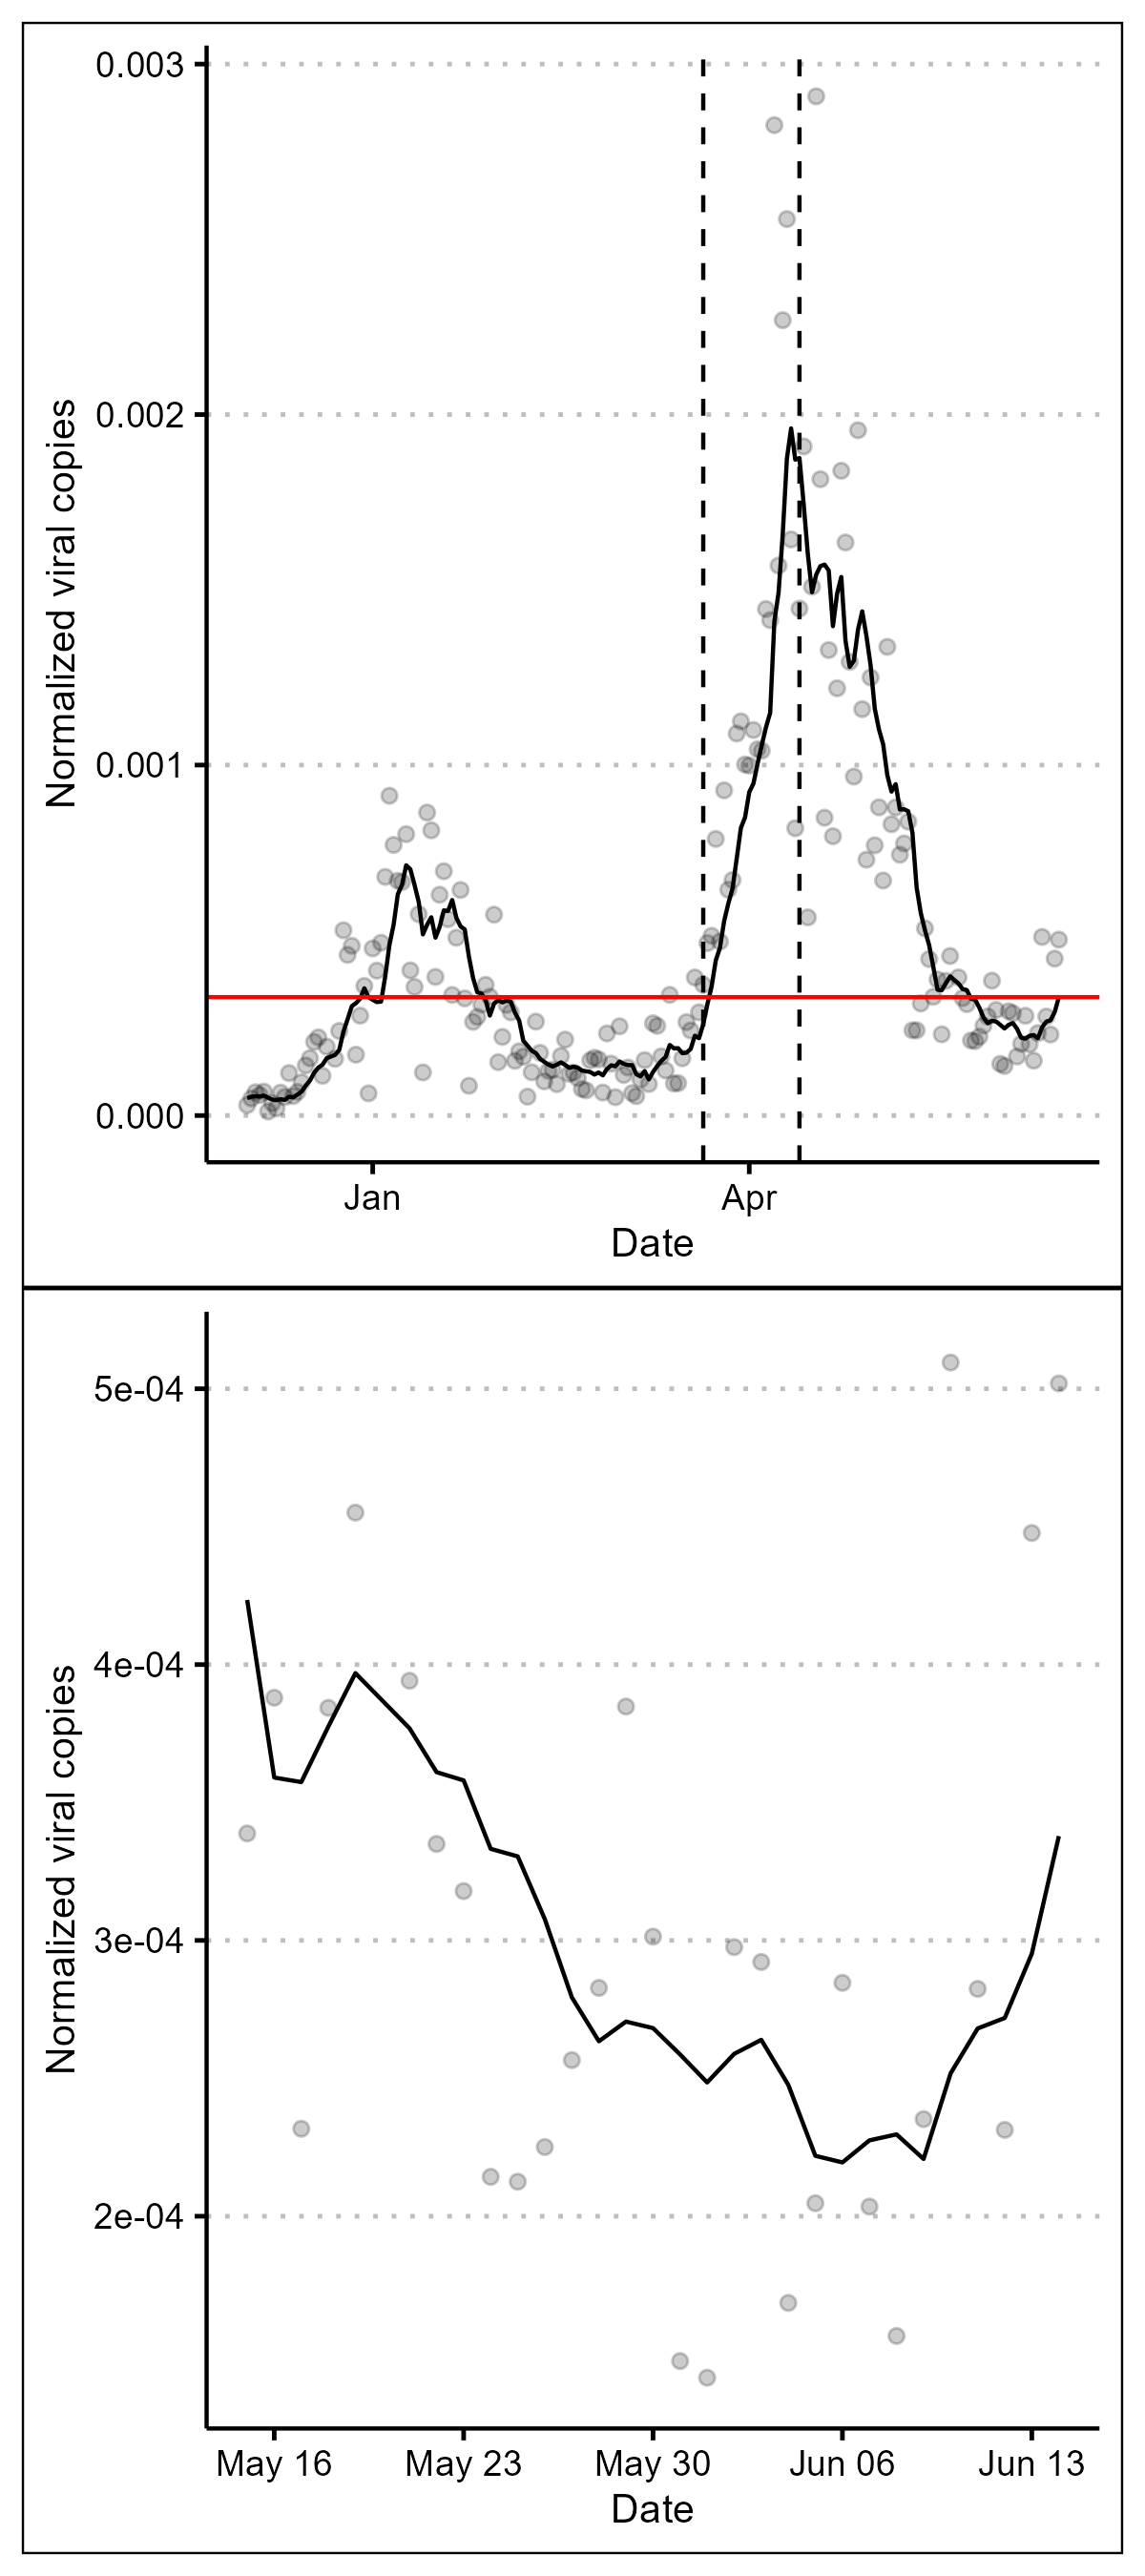 0.003
0.002
0.001
0.000
Normalized viral copies
Jan Apr
Date
5e-04
4e-04
3e-04
2e-04
Normalized viral copies
May 16 May 23 May 30 Jun 06 Jun 13
Date